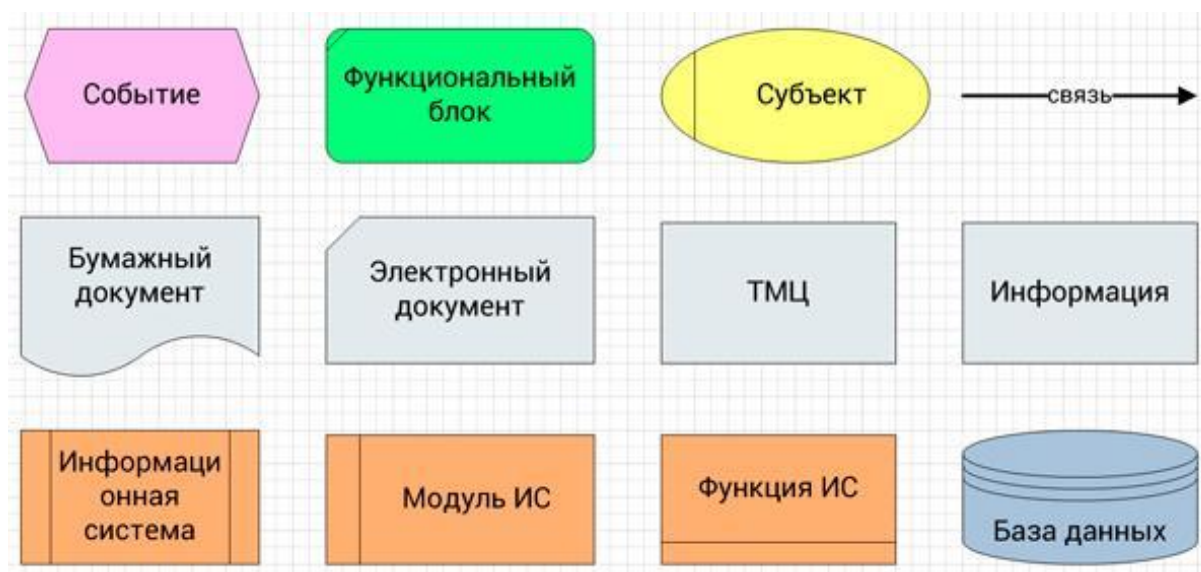 Событие
Функциональный
блок
Субъект
связь
Бумажный
документ
Электронный
документ
ТМЦ
Информация
Информаци
онная
система
Модуль ИС
Функция ИС
База данных